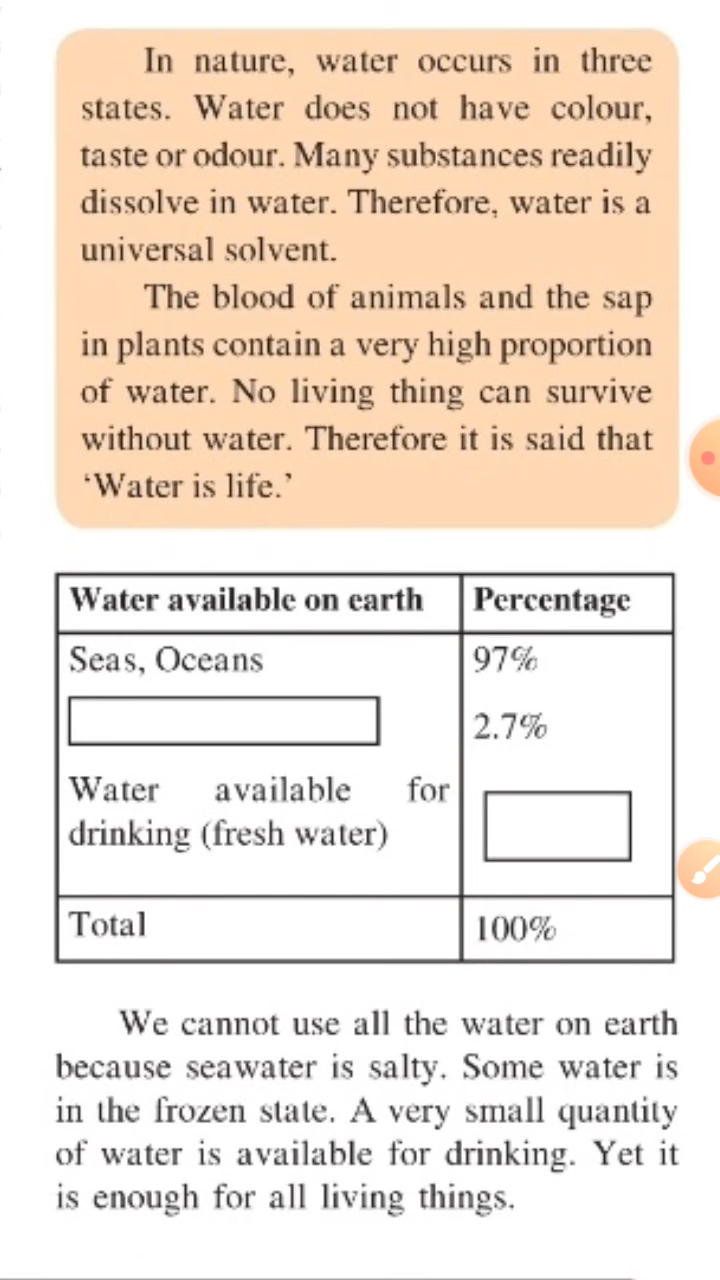 In nature, water occurs in three
states. Water does not have colour,
taste or odour. Many substances readily
dissolve in water. Therefore, water is a
universal solvent.
The blood of animals and the sap
in plants contain a very high proportion
of water. No living thing can survive
without water. Therefore it is said that
‘Water is life.’
Water available on earth Percentage
Seas, Oceans 97%
2.7%
Water available for
drinking (fresh water)
Total 100%
We cannot use all the water on earth
because seawater is salty. Some water is
in the frozen state. A very small quantity
of water is available for drinking. Yet it
is enough for all living things.